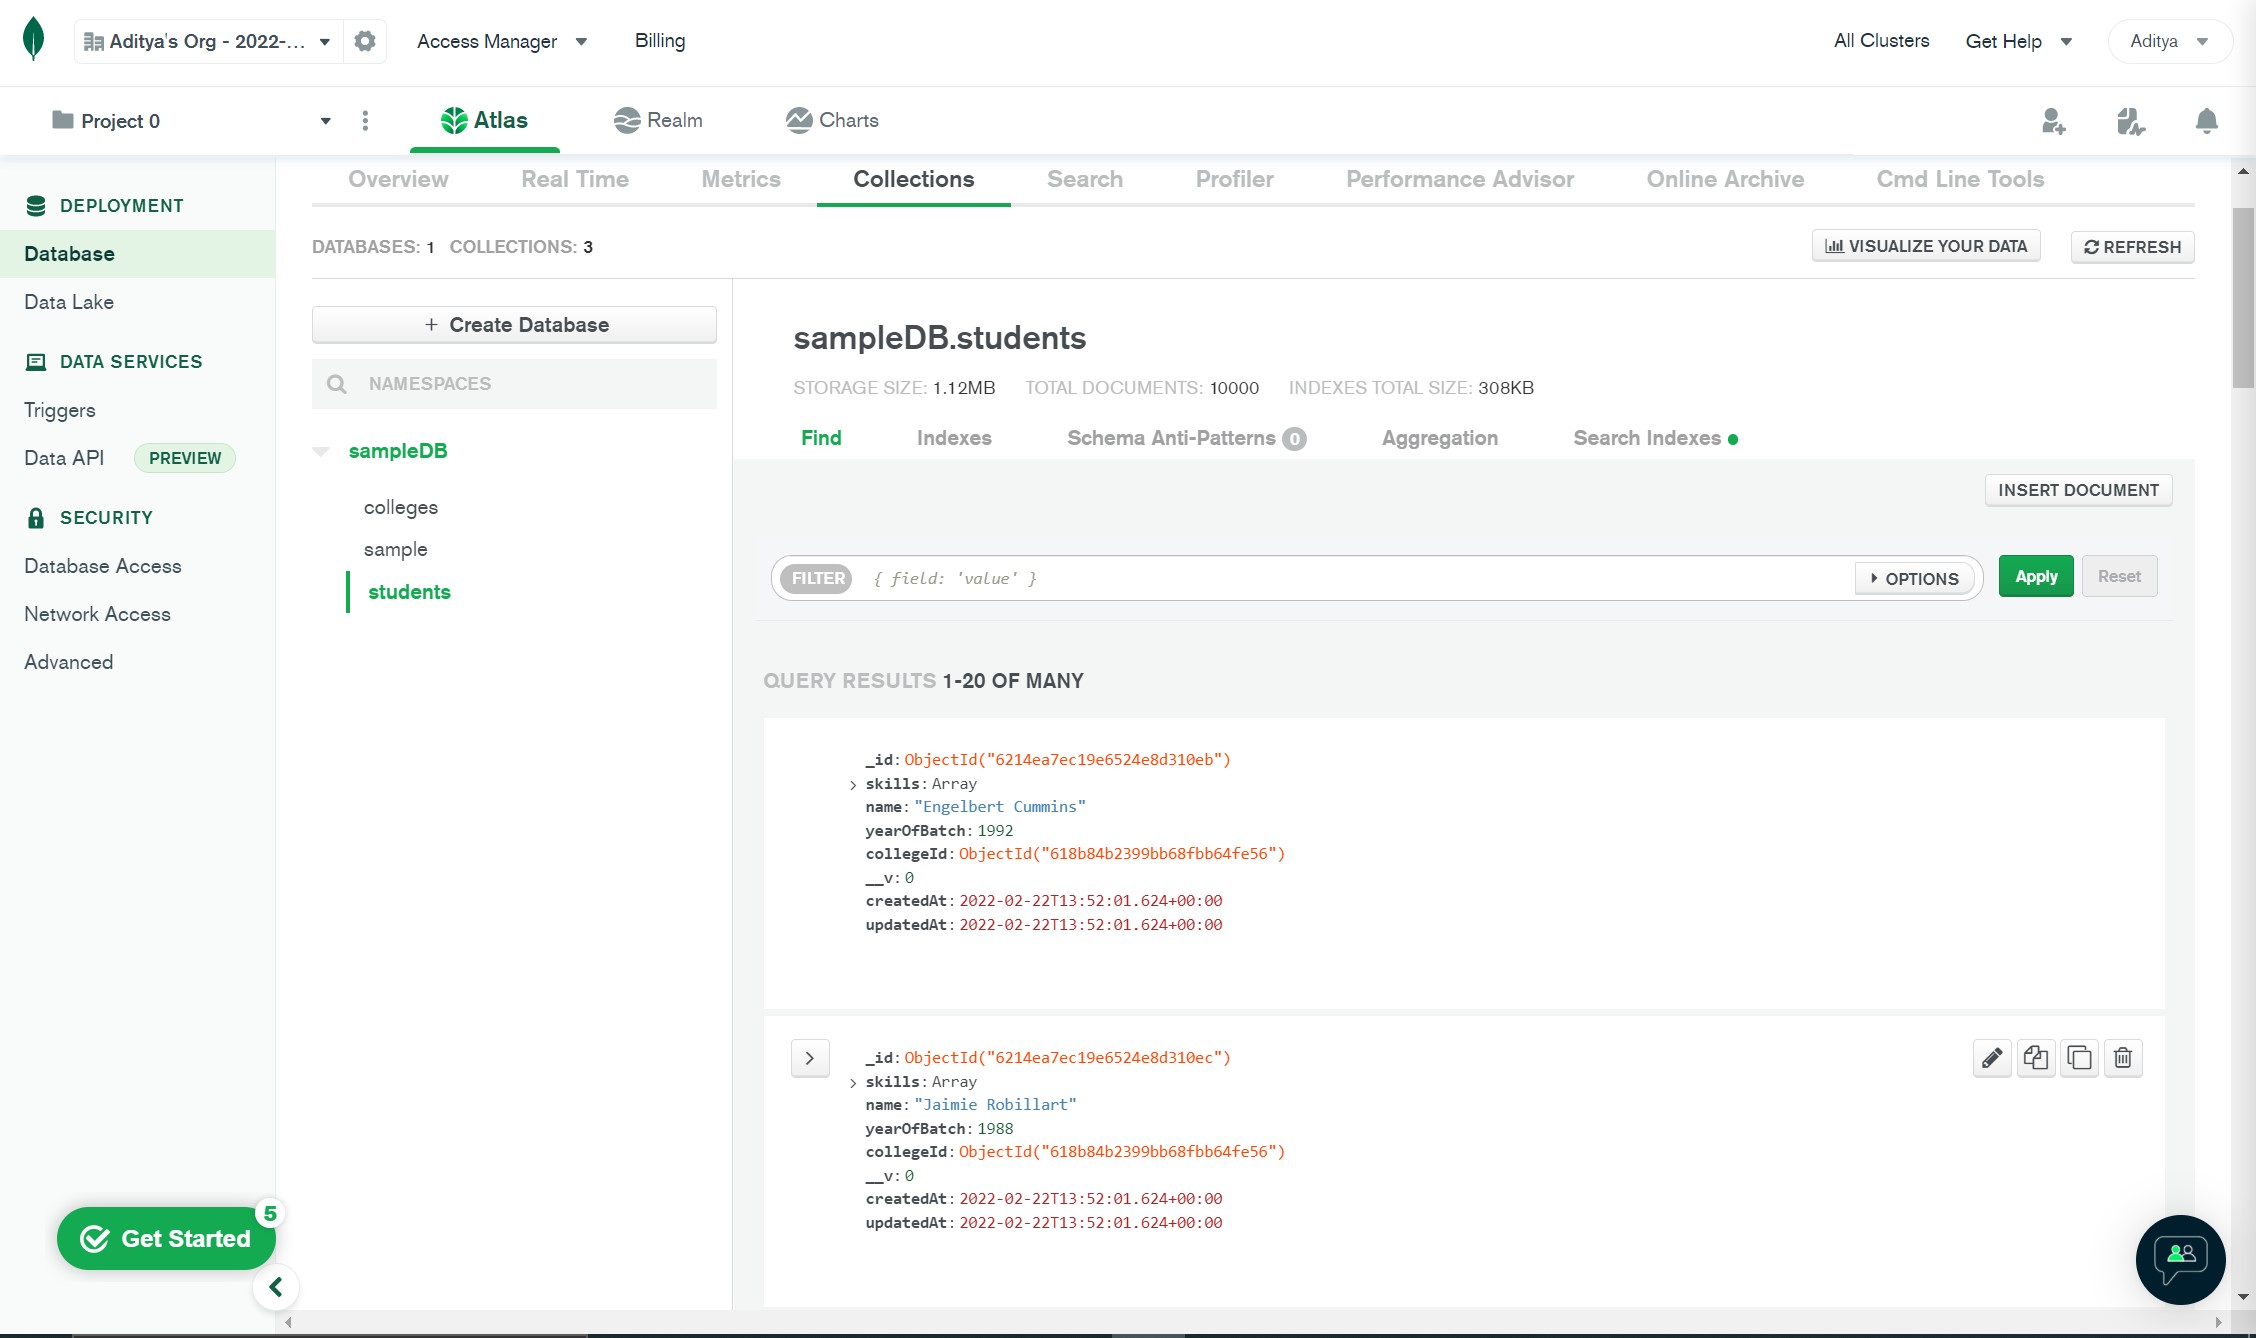 Aditya's Org - 2022-...
Access Manager
Billing
All Clusters
Get Help
Aditya
Project 0
Atlas
Realm
Charts
Overview
Real Time
Metrics
Collections
Search
Profiler
Performance Advisor
Online Archive
Cmd Line Tools
DEPLOYMENT
Database
Data Lake
DATA SERVICES
Triggers
Data API PREVIEW
SECURITY
Database Access
Network Access
Advanced
Get Started 5
DATABASES: 1 COLLECTIONS: 3
VISUALIZE YOUR DATA
REFRESH
+ Create Database
NAMESPACES
sampleDB
colleges
sample
students
sampleDB.students
STORAGE SIZE: 1.12MB TOTAL DOCUMENTS: 10000 INDEXES TOTAL SIZE: 308KB
Find
Indexes
Schema Anti-Patterns 0
Aggregation
Search Indexes
INSERT DOCUMENT
FILTER { field: 'value' }
OPTIONS
Apply
Reset
QUERY RESULTS 1-20 OF MANY
_id: ObjectId("6214ea7ec19e6524e8d310eb")
skills: Array
name: "Engelbert Cummins"
yearOfBatch: 1992
collegeId: ObjectId("618b84b2399bb68fbb64fe56")
__v: 0
createdAt: 2022-02-22T13:52:01.624+00:00
updatedAt: 2022-02-22T13:52:01.624+00:00
_id: ObjectId("6214ea7ec19e6524e8d310ec")
skills: Array
name: "Jaimie Robillart"
yearOfBatch: 1988
collegeId: ObjectId("618b84b2399bb68fbb64fe56")
__v: 0
createdAt: 2022-02-22T13:52:01.624+00:00
updatedAt: 2022-02-22T13:52:01.624+00:00